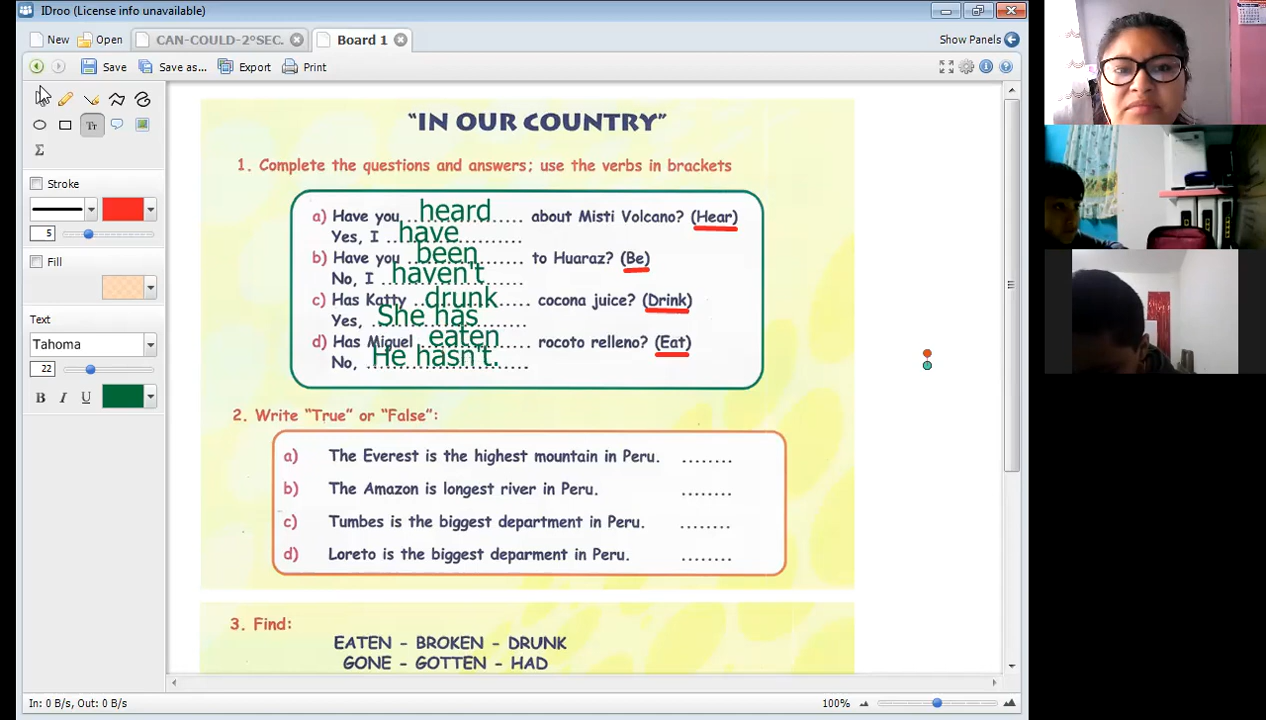 IDroo (License info unavailable)
New Open CAN-COULD-2°SEC. Board 1 Show Panels
Save Save as... Export Print
Tr
Σ
Stroke
5
Fill
Text
Tahoma
22
B I U
"IN OUR COUNTRY"
1. Complete the questions and answers; use the verbs in brackets
a) Have you ....heard........ about Misti Volcano? (Hear)
Yes, I ..have............
b) Have you ..been........ to Huaraz? (Be)
No, I ..haven't........
c) Has Katty ..drunk..... cocona juice? (Drink)
Yes, ..She has............
d) Has Miguel ..eaten..... rocoto relleno? (Eat)
No, ..He hasn't...........
2. Write "True" or "False":
a) The Everest is the highest mountain in Peru. ........
b) The Amazon is longest river in Peru. ........
c) Tumbes is the biggest department in Peru. ........
d) Loreto is the biggest deparment in Peru. ........
3. Find:
EATEN - BROKEN - DRUNK
GONE - GOTTEN - HAD
In: 0 B/s, Out: 0 B/s 100%